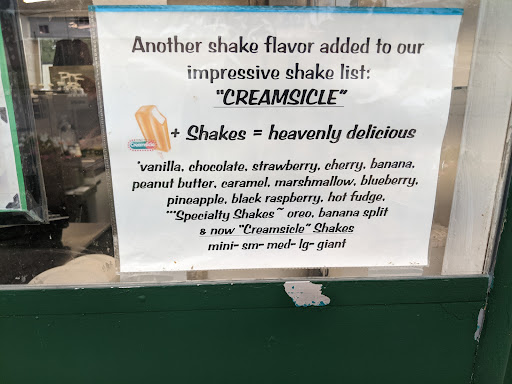 Another shake flavor added to our
impressive shake list:
"CREAMSICLE"
+ Shakes = heavenly delicious
Creamsicle
*vanilla, chocolate, strawberry, cherry, banana,
peanut butter, caramel, marshmallow, blueberry,
pineapple, black raspberry, hot fudge.
***Specialty Shakes ~ oreo, banana split
& now "Creamsicle" Shakes
mini- sm- med- lg- giant